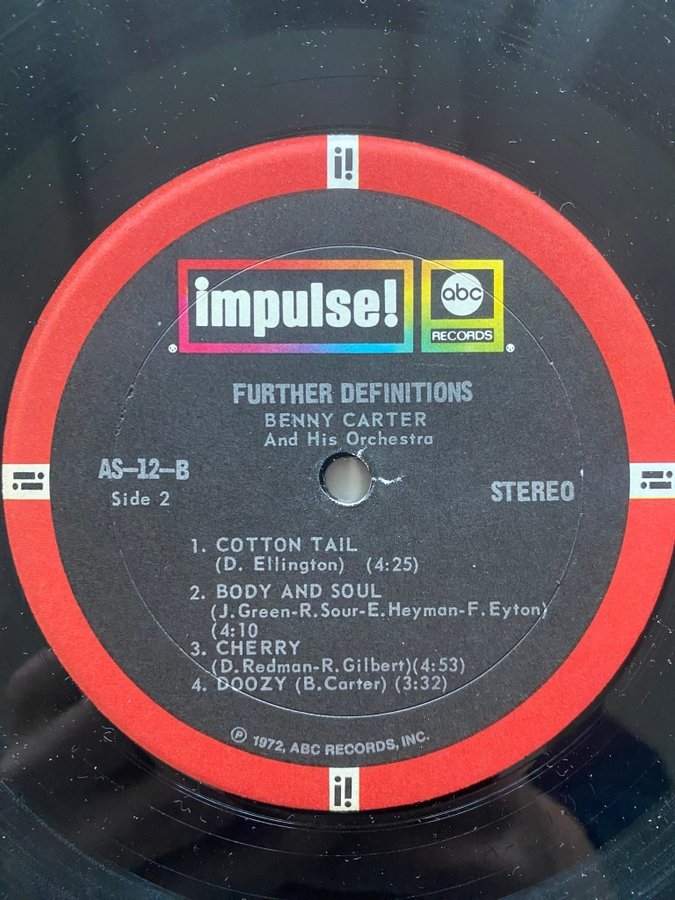 i!
impulse!
abc
RECORDS
®
®
FURTHER DEFINITIONS
BENNY CARTER
And His Orchestra
i!
AS-12-B
Side 2
STEREO
i!
1. COTTON TAIL
(D. Ellington) (4:25)
2. BODY AND SOUL
(J.Green-R.Sour-E.Heyman-F.Eyton)
(4:10
3. CHERRY
(D.Redman-R.Gilbert)(4:53)
4. DOOZY (B.Carter) (3:32)
℗ 1972, ABC RECORDS, INC.
i!